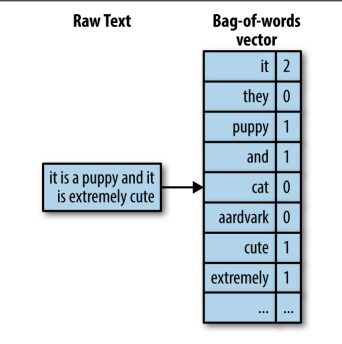 Raw Text
Bag-of-words
vector
it 2
they 0
puppy 1
and 1
it is a puppy and it
is extremely cute
cat 0
aardvark 0
cute 1
extremely 1
... ...